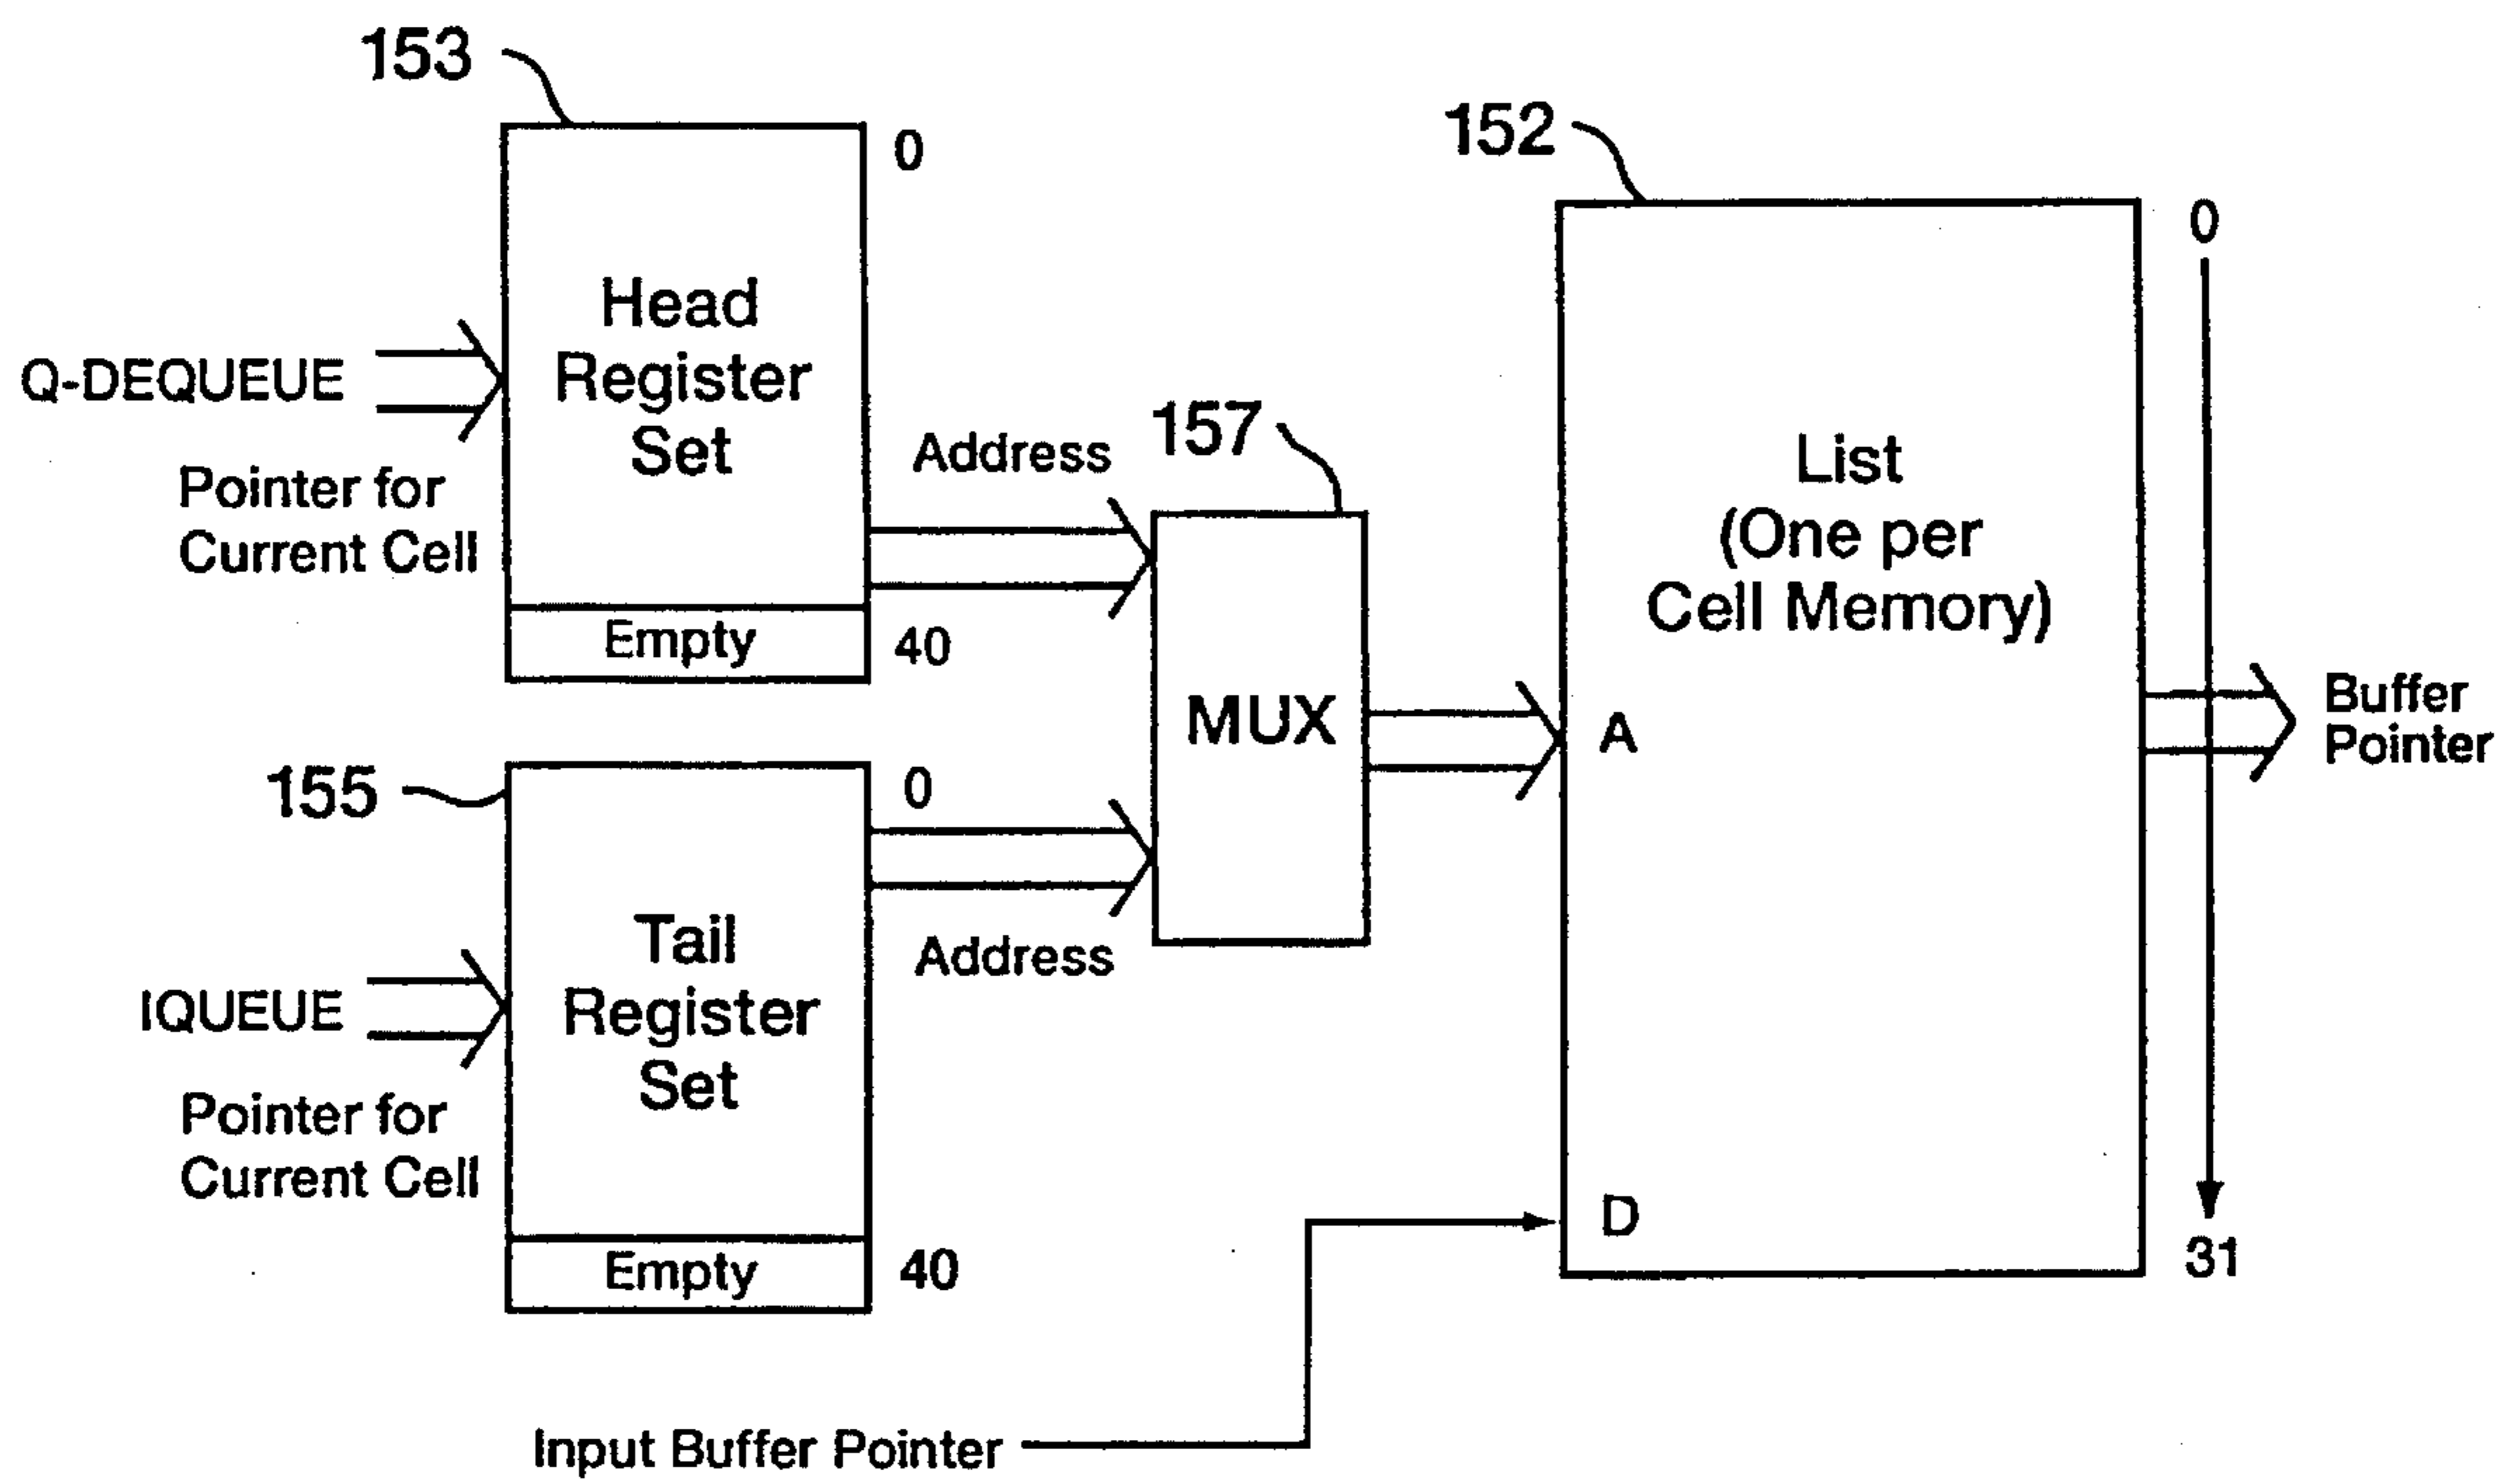 153
0
Head
Register
Set
Q-DEQUEUE
Pointer for
Current Cell
Empty
40
Address
157
MUX
152
0
List
(One per
Cell Memory)
A
Buffer
Pointer
155
0
Tail
Register
Set
Address
IQUEUE
Pointer for
Current Cell
Empty
40
D
31
Input Buffer Pointer